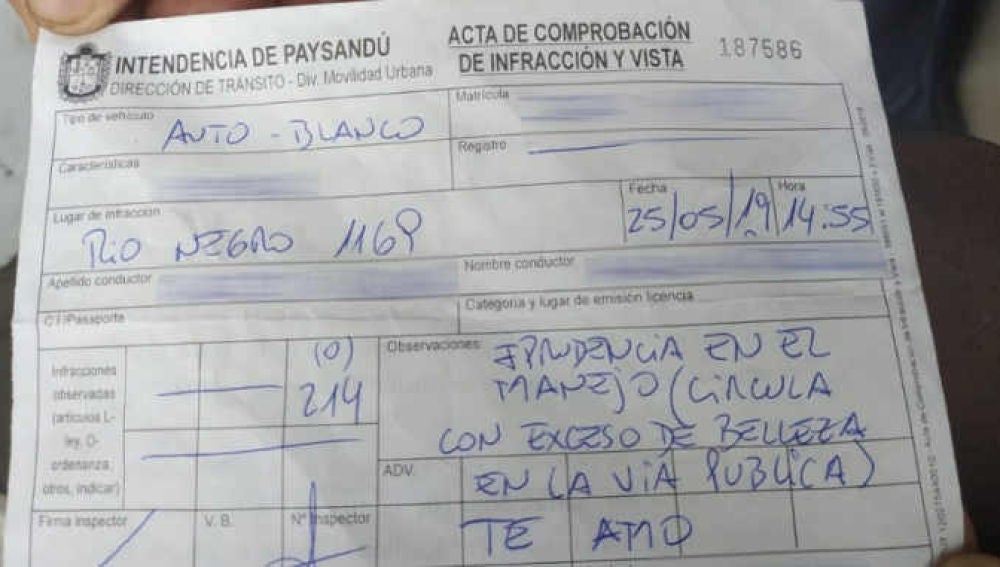 INTENDENCIA DE PAYSANDÚ
DIRECCIÓN DE TRÁNSITO - Div. Movilidad Urbana
ACTA DE COMPROBACIÓN
DE INFRACCIÓN Y VISTA
187586
Tipo de vehículo
AUTO - BLANCO
Matrícula
Características
Registro
Lugar de infracción
RIO NEGRO 1169
Fecha
25/05/19
Hora
14:55
Apellido conductor
Nombre conductor
C.I/Pasaporte
Categoría y lugar de emisión licencia
Infracciones
observadas
(artículos L-
ley, O-
ordenanza,
otros, indicar)
(O)
214
Observaciones:
EN EL
MANEJO (CIRCULA
CON EXCESO DE BELLEZA
ADV.
EN LA VIA PUBLICA)
TE AMO
Firma Inspector
V. B.
N° Inspector